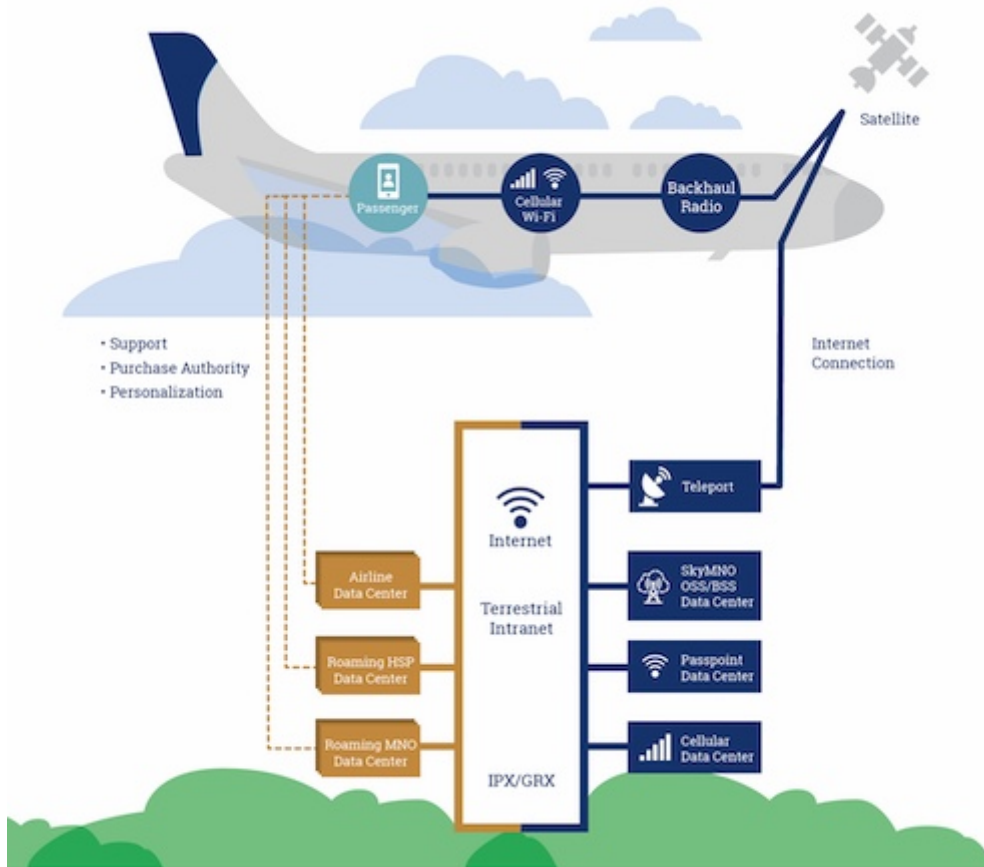 Satellite
Passenger
Cellular
Wi-Fi
Backhaul
Radio
• Support
• Purchase Authority
• Personalization
Internet
Connection
Internet
Terrestrial
Intranet
IPX/GRX
Airline
Data Center
Roaming HSP
Data Center
Roaming MNO
Data Center
Teleport
SkyMNO
OSS/BSS
Data Center
Passpoint
Data Center
Cellular
Data Center